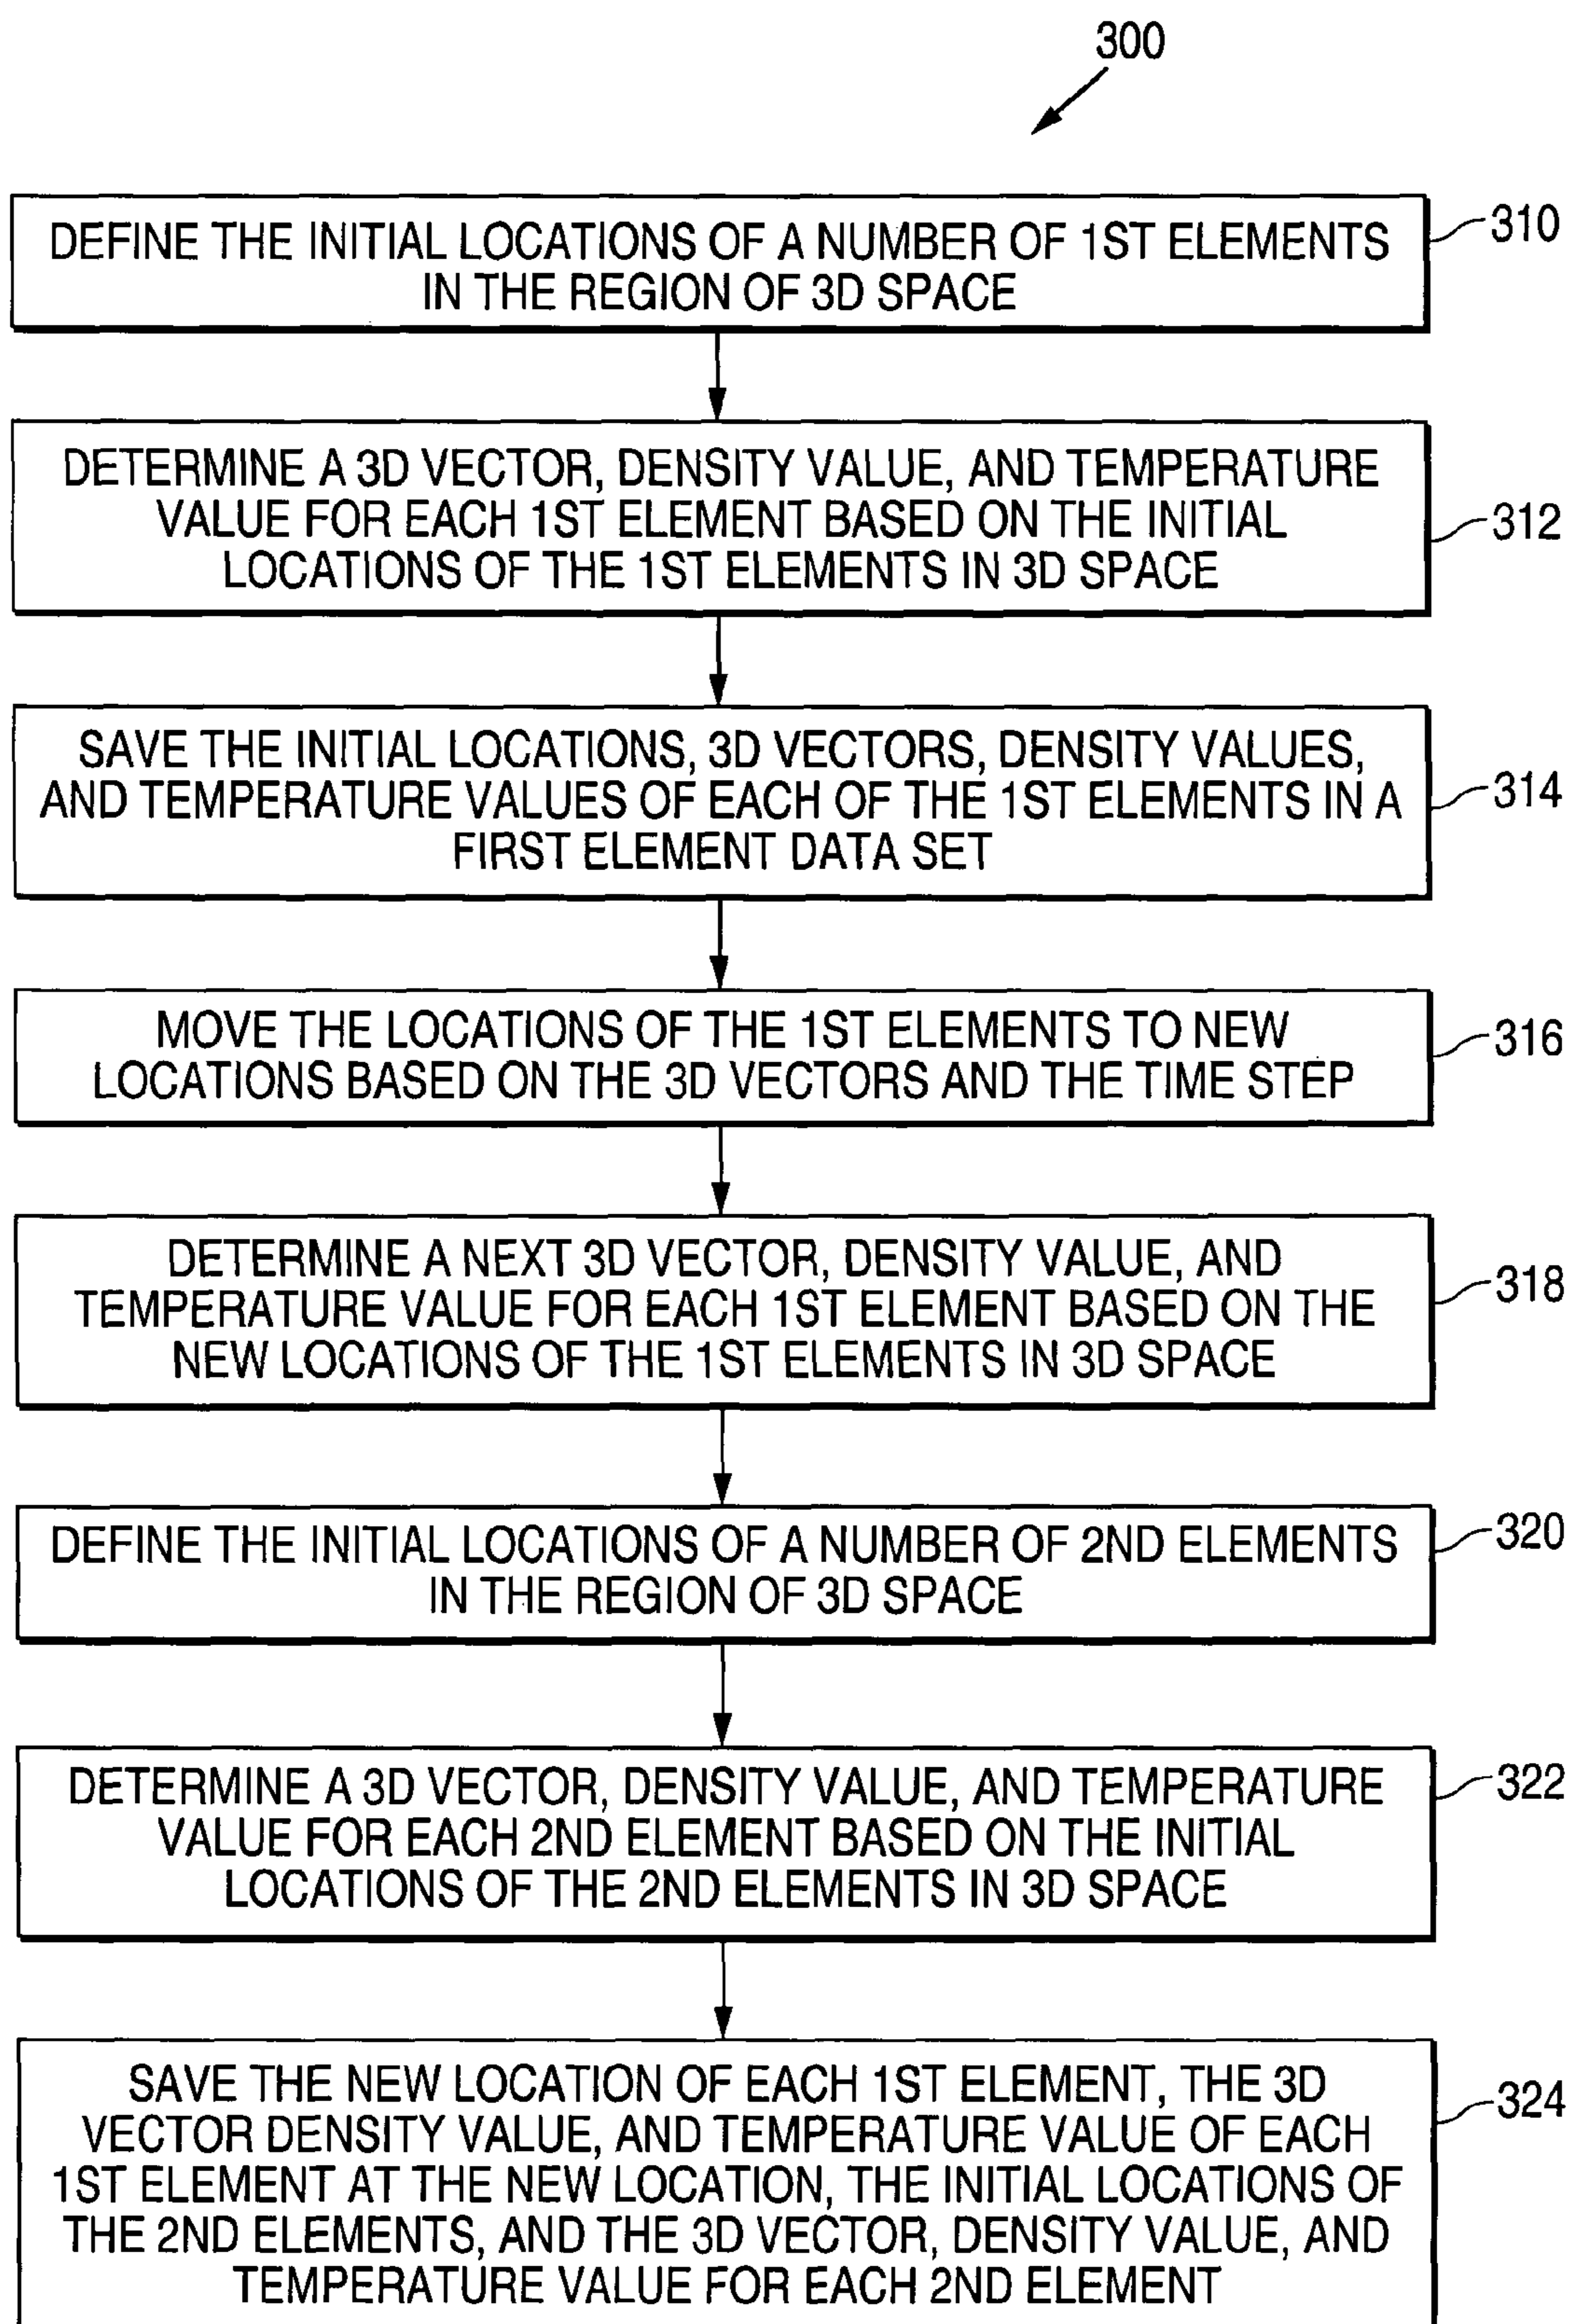 300
DEFINE THE INITIAL LOCATIONS OF A NUMBER OF 1ST ELEMENTS
IN THE REGION OF 3D SPACE
310
DETERMINE A 3D VECTOR, DENSITY VALUE, AND TEMPERATURE
VALUE FOR EACH 1ST ELEMENT BASED ON THE INITIAL
LOCATIONS OF THE 1ST ELEMENTS IN 3D SPACE
312
SAVE THE INITIAL LOCATIONS, 3D VECTORS, DENSITY VALUES,
AND TEMPERATURE VALUES OF EACH OF THE 1ST ELEMENTS IN A
FIRST ELEMENT DATA SET
314
MOVE THE LOCATIONS OF THE 1ST ELEMENTS TO NEW
LOCATIONS BASED ON THE 3D VECTORS AND THE TIME STEP
316
DETERMINE A NEXT 3D VECTOR, DENSITY VALUE, AND
TEMPERATURE VALUE FOR EACH 1ST ELEMENT BASED ON THE
NEW LOCATIONS OF THE 1ST ELEMENTS IN 3D SPACE
318
DEFINE THE INITIAL LOCATIONS OF A NUMBER OF 2ND ELEMENTS
IN THE REGION OF 3D SPACE
320
DETERMINE A 3D VECTOR, DENSITY VALUE, AND TEMPERATURE
VALUE FOR EACH 2ND ELEMENT BASED ON THE INITIAL
LOCATIONS OF THE 2ND ELEMENTS IN 3D SPACE
322
SAVE THE NEW LOCATION OF EACH 1ST ELEMENT, THE 3D
VECTOR DENSITY VALUE, AND TEMPERATURE VALUE OF EACH
1ST ELEMENT AT THE NEW LOCATION, THE INITIAL LOCATIONS OF
THE 2ND ELEMENTS, AND THE 3D VECTOR, DENSITY VALUE, AND
TEMPERATURE VALUE FOR EACH 2ND ELEMENT
324